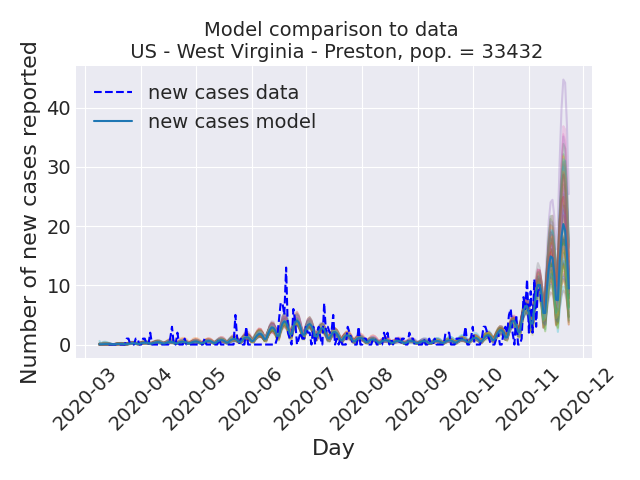 Model comparison to data
US - West Virginia - Preston, pop. = 33432
new cases data
new cases model
Number of new cases reported
40
30
20
10
0
2020-03
2020-04
2020-05
2020-06
2020-07
2020-08
2020-09
2020-10
2020-11
2020-12
Day